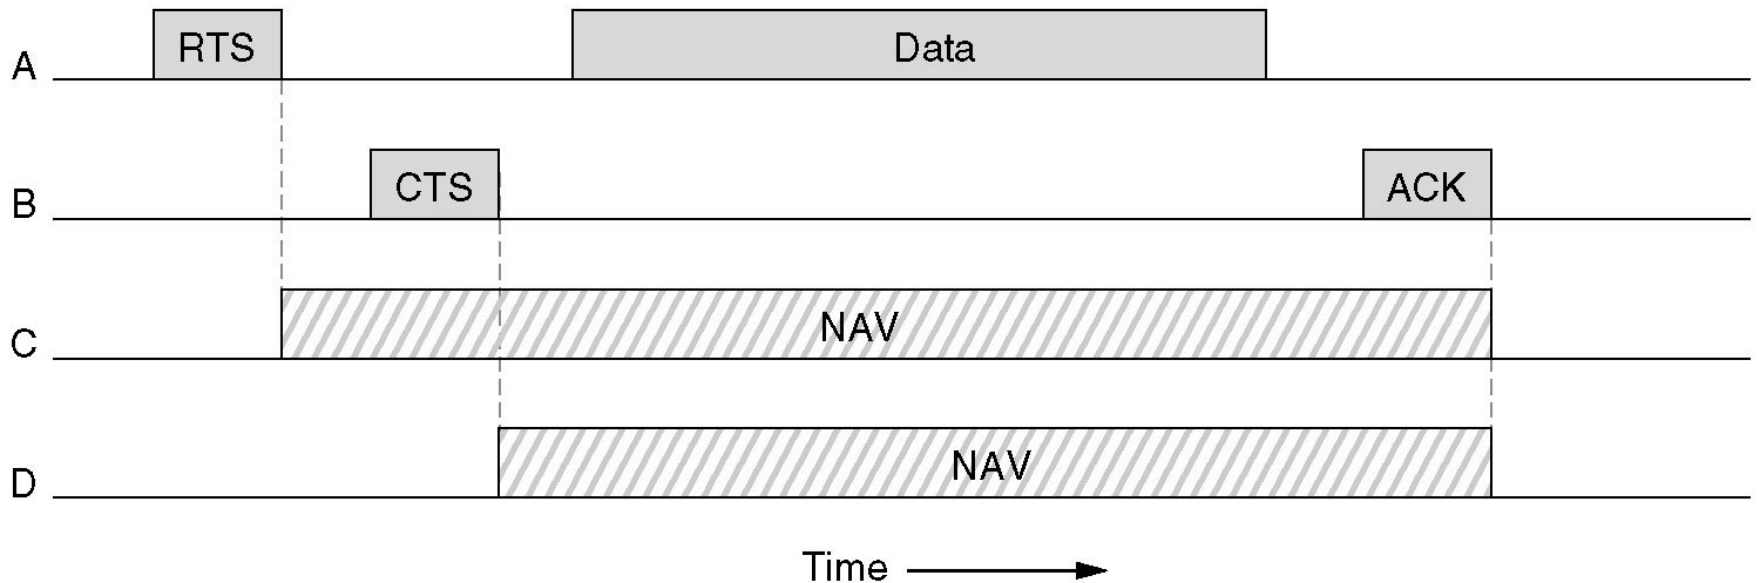 A RTS Data
B CTS ACK
C NAV
D NAV
Time